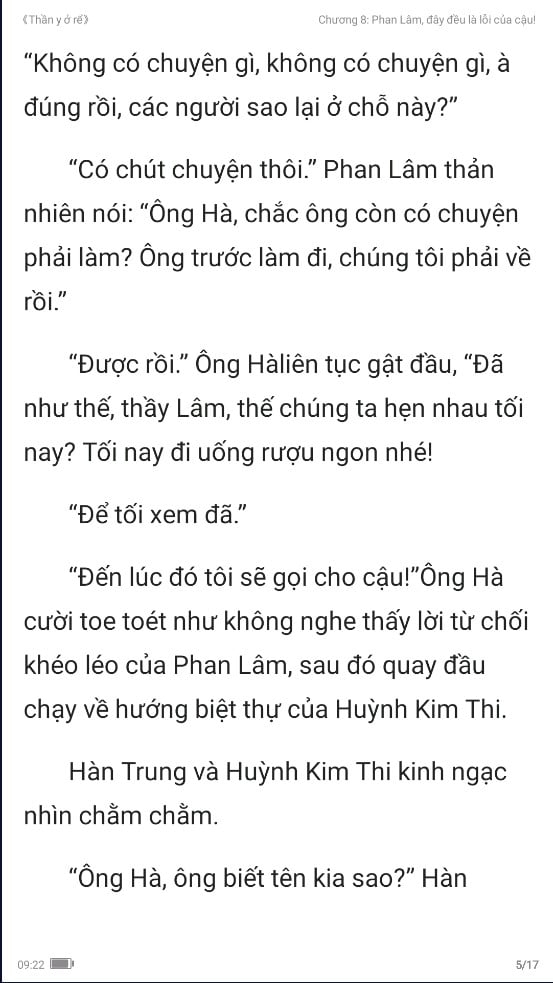 《Thần y ở rể》 Chương 8: Phan Lâm, đây đều là lỗi của cậu!
“Không có chuyện gì, không có chuyện gì, à
đúng rồi, các người sao lại ở chỗ này?”
“Có chút chuyện thôi.” Phan Lâm thản
nhiên nói: “Ông Hà, chắc ông còn có chuyện
phải làm? Ông trước làm đi, chúng tôi phải về
rồi.”
“Được rồi.” Ông Hàliên tục gật đầu, “Đã
như thế, thầy Lâm, thế chúng ta hẹn nhau tối
nay? Tối nay đi uống rượu ngon nhé!
“Để tối xem đã.”
“Đến lúc đó tôi sẽ gọi cho cậu!”Ông Hà
cười toe toét như không nghe thấy lời từ chối
khéo léo của Phan Lâm, sau đó quay đầu
chạy về hướng biệt thự của Huỳnh Kim Thi.
Hàn Trung và Huỳnh Kim Thi kinh ngạc
nhìn chằm chằm.
“Ông Hà, ông biết tên kia sao?” Hàn
09:22 5/17